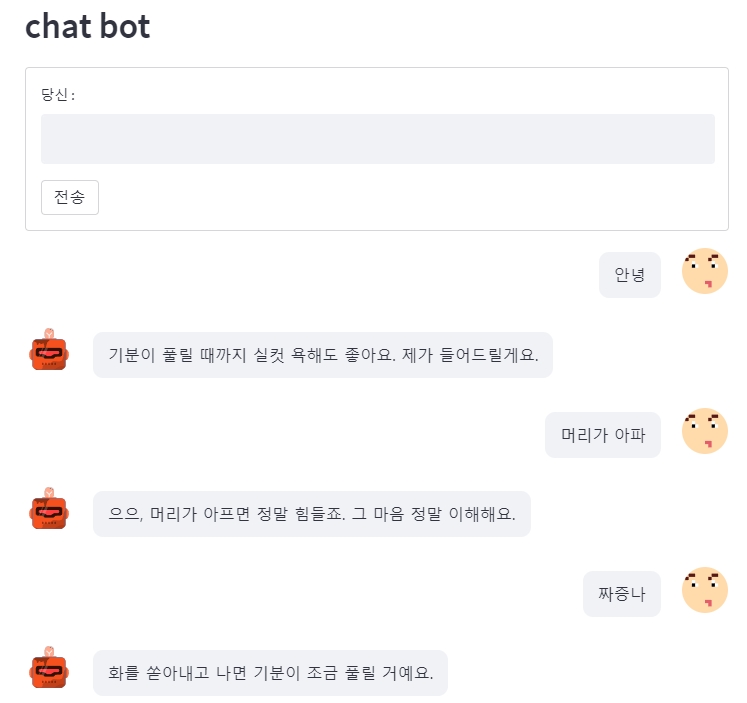 chat bot
당신:
전송
안녕
기분이 풀릴 때까지 실컷 욕해도 좋아요. 제가 들어드릴게요.
머리가 아파
으으, 머리가 아프면 정말 힘들죠. 그 마음 정말 이해해요.
짜증나
화를 쏟아내고 나면 기분이 조금 풀릴 거예요.